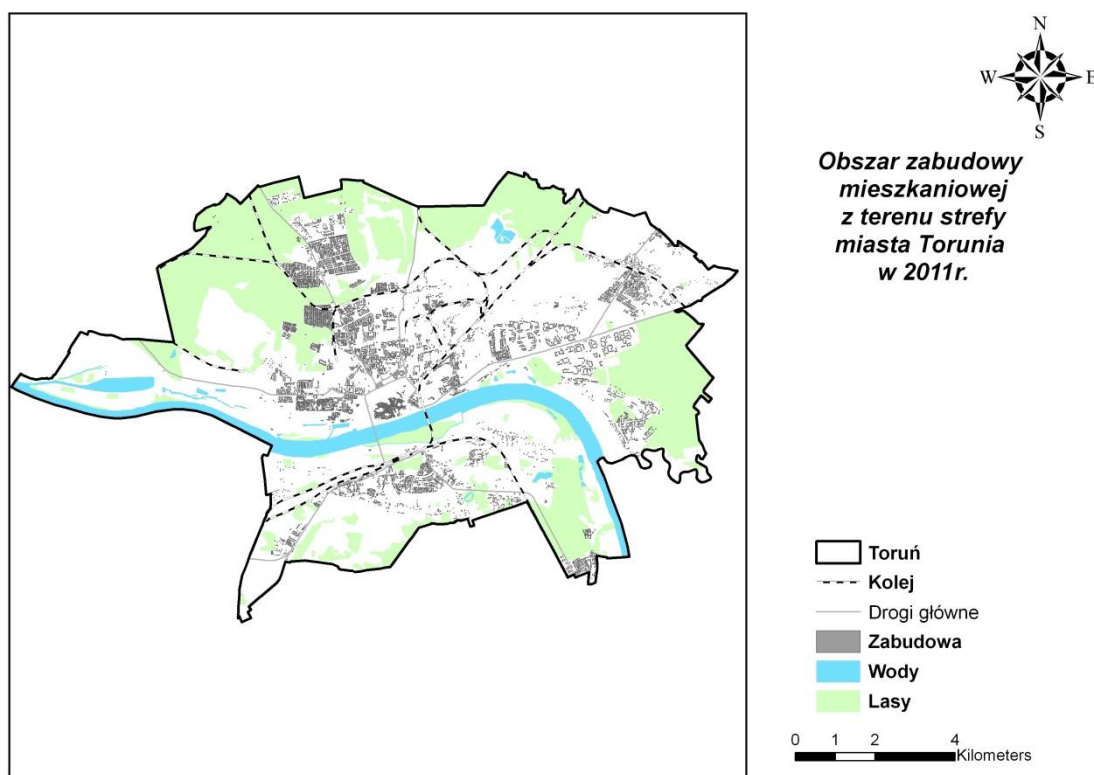 N
W E
S
Obszar zabudowy
mieszkaniowej
z terenu strefy
miasta Torunia
w 2011r.
Toruń
Kolej
Drogi główne
Zabudowa
Wody
Lasy
0 1 2 4
Kilometers